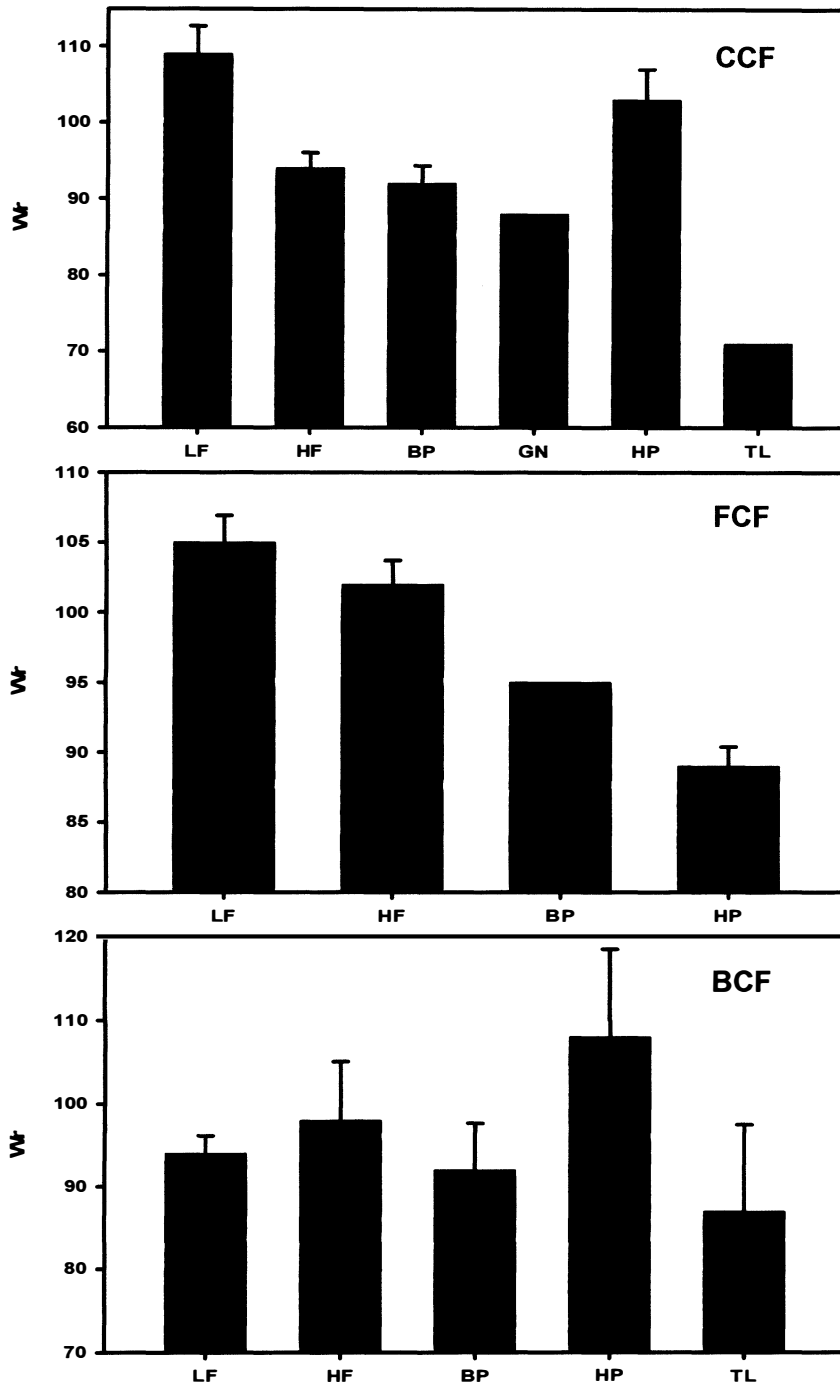 CCF
110
100
90
80
70
60
Wr
LF HF BP GN HP TL
FCF
110
105
100
95
90
85
80
Wr
LF HF BP HP
BCF
120
110
100
90
80
70
Wr
LF HF BP HP TL